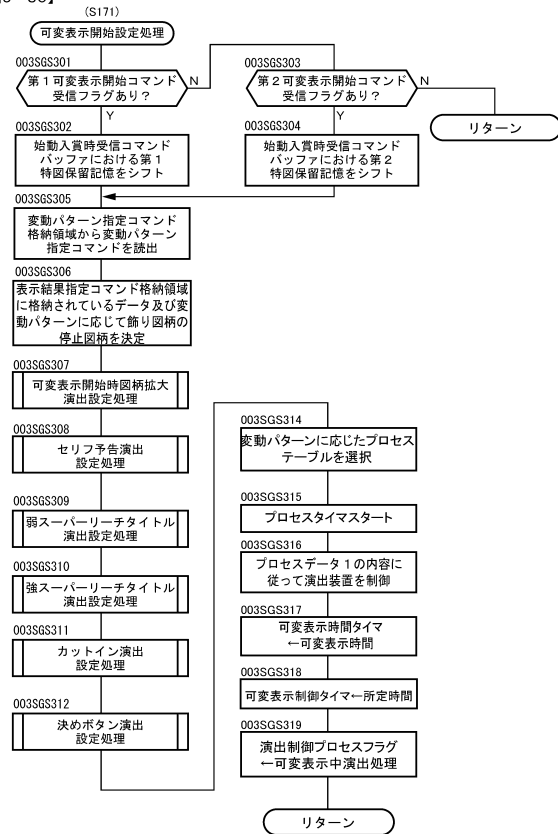 (S171)
可変表示開始設定処理
003SGS301
第１可変表示開始コマンド
受信フラグあり？
N
Y
003SGS303
第２可変表示開始コマンド
受信フラグあり？
N
Y
リターン
003SGS302
始動入賞時受信コマンド
バッファにおける第１
特図保留記憶をシフト
003SGS304
始動入賞時受信コマンド
バッファにおける第２
特図保留記憶をシフト
003SGS305
変動パターン指定コマンド
格納領域から変動パターン
指定コマンドを読出
003SGS306
表示結果指定コマンド格納領域
に格納されているデータ及び変
動パターンに応じて飾り図柄の
停止図柄を決定
003SGS307
可変表示開始時図柄拡大
演出設定処理
003SGS308
セリフ予告演出
設定処理
003SGS309
弱スーパーリーチタイトル
演出設定処理
003SGS310
強スーパーリーチタイトル
演出設定処理
003SGS311
カットイン演出
設定処理
003SGS312
決めボタン演出
設定処理
003SGS314
変動パターンに応じたプロセス
テーブルを選択
003SGS315
プロセスタイマスタート
003SGS316
プロセスデータ１の内容に
従って演出装置を制御
003SGS317
可変表示時間タイマ
←可変表示時間
003SGS318
可変表示制御タイマ←所定時間
003SGS319
演出制御プロセスフラグ
←可変表示中演出処理
リターン